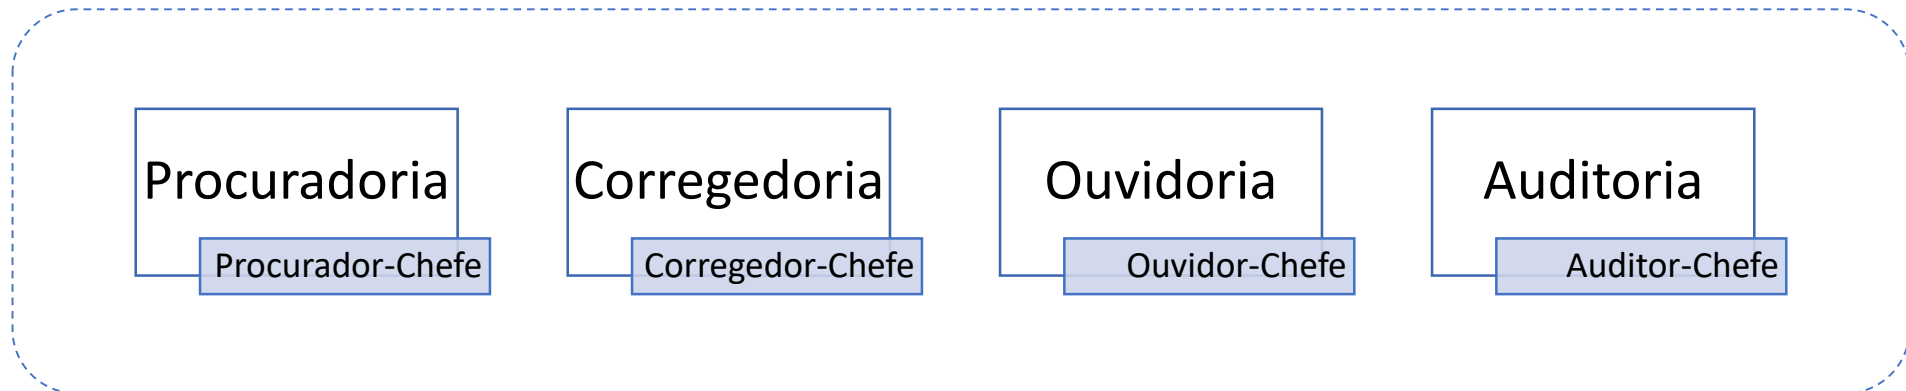 Procuradoria
Procurador-Chefe
Corregedoria
Corregedor-Chefe
Ouvidoria
Ouvidor-Chefe
Auditoria
Auditor-Chefe